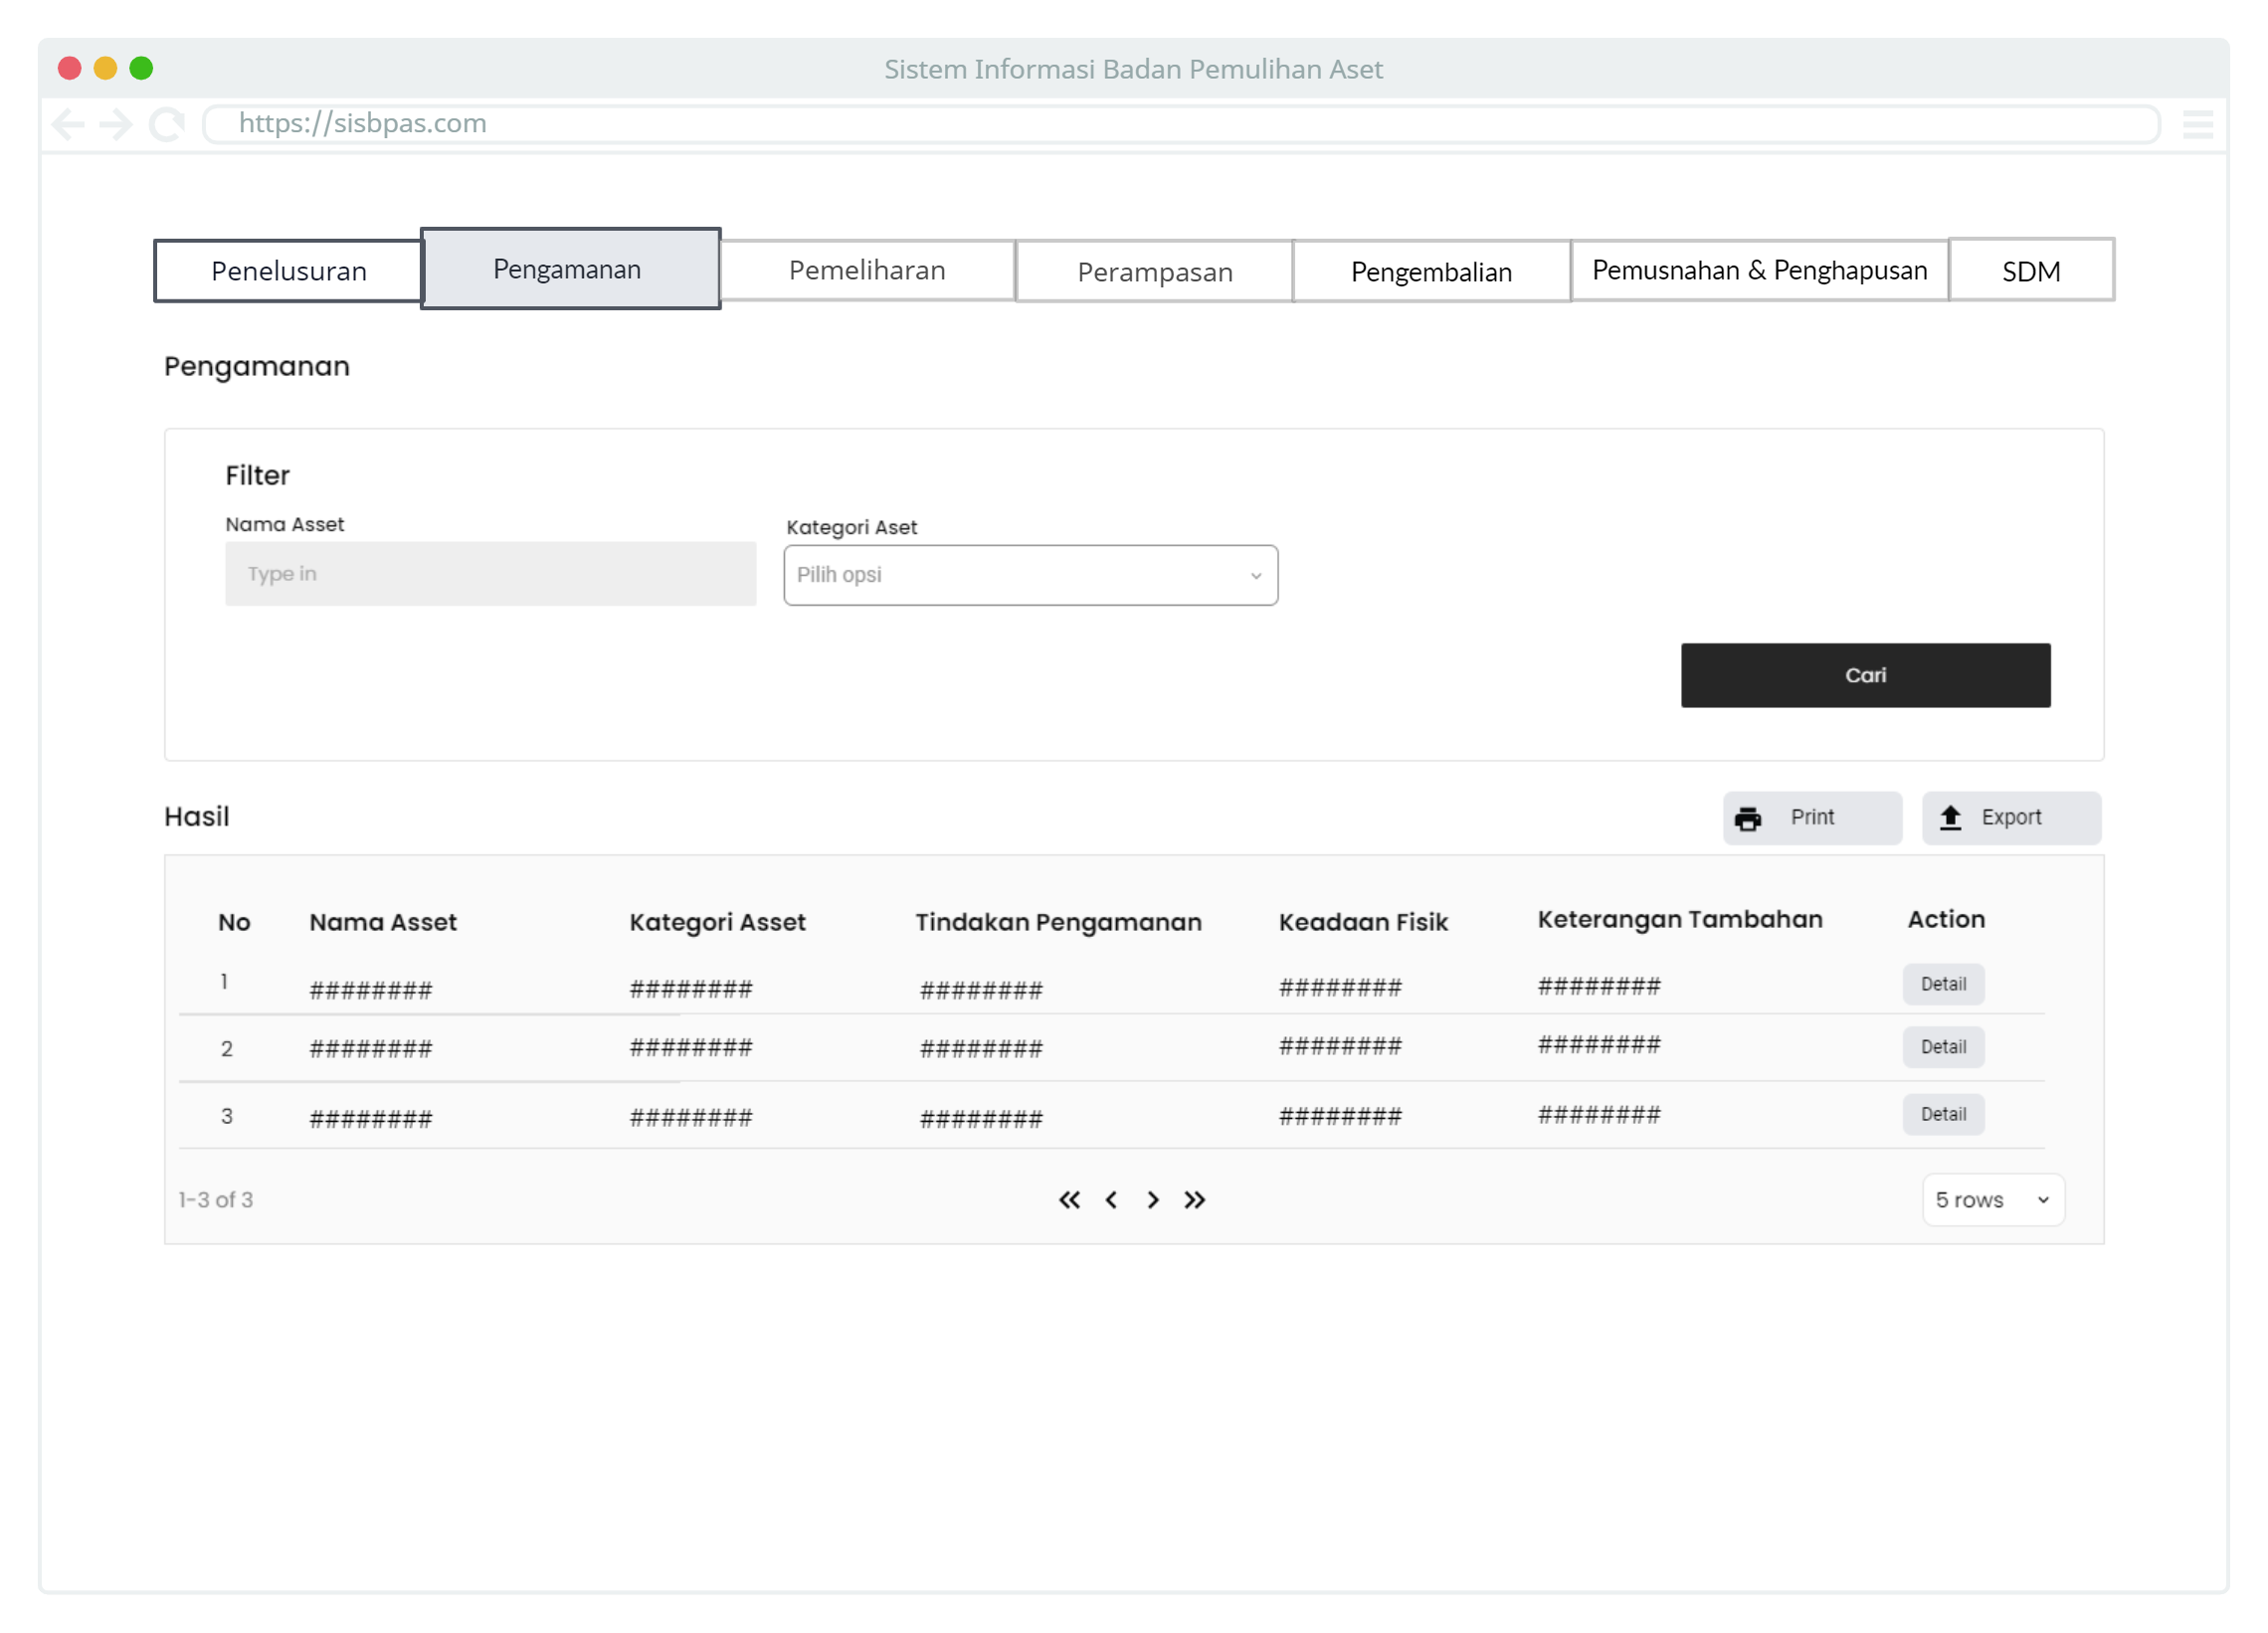 Sistem Informasi Badan Pemulihan Aset
https://sisbpas.com
Penelusuran Pengamanan Pemeliharan Perampasan Pengembalian Pemusnahan & Penghapusan SDM
Pengamanan
Filter
Nama Asset Kategori Aset
Type in Pilih opsi
Cari
Hasil Print Export
No Nama Asset Kategori Asset Tindakan Pengamanan Keadaan Fisik Keterangan Tambahan Action
1 ######## ######## ######## ######## ######## Detail
2 ######## ######## ######## ######## ######## Detail
3 ######## ######## ######## ######## ######## Detail
1-3 of 3 5 rows